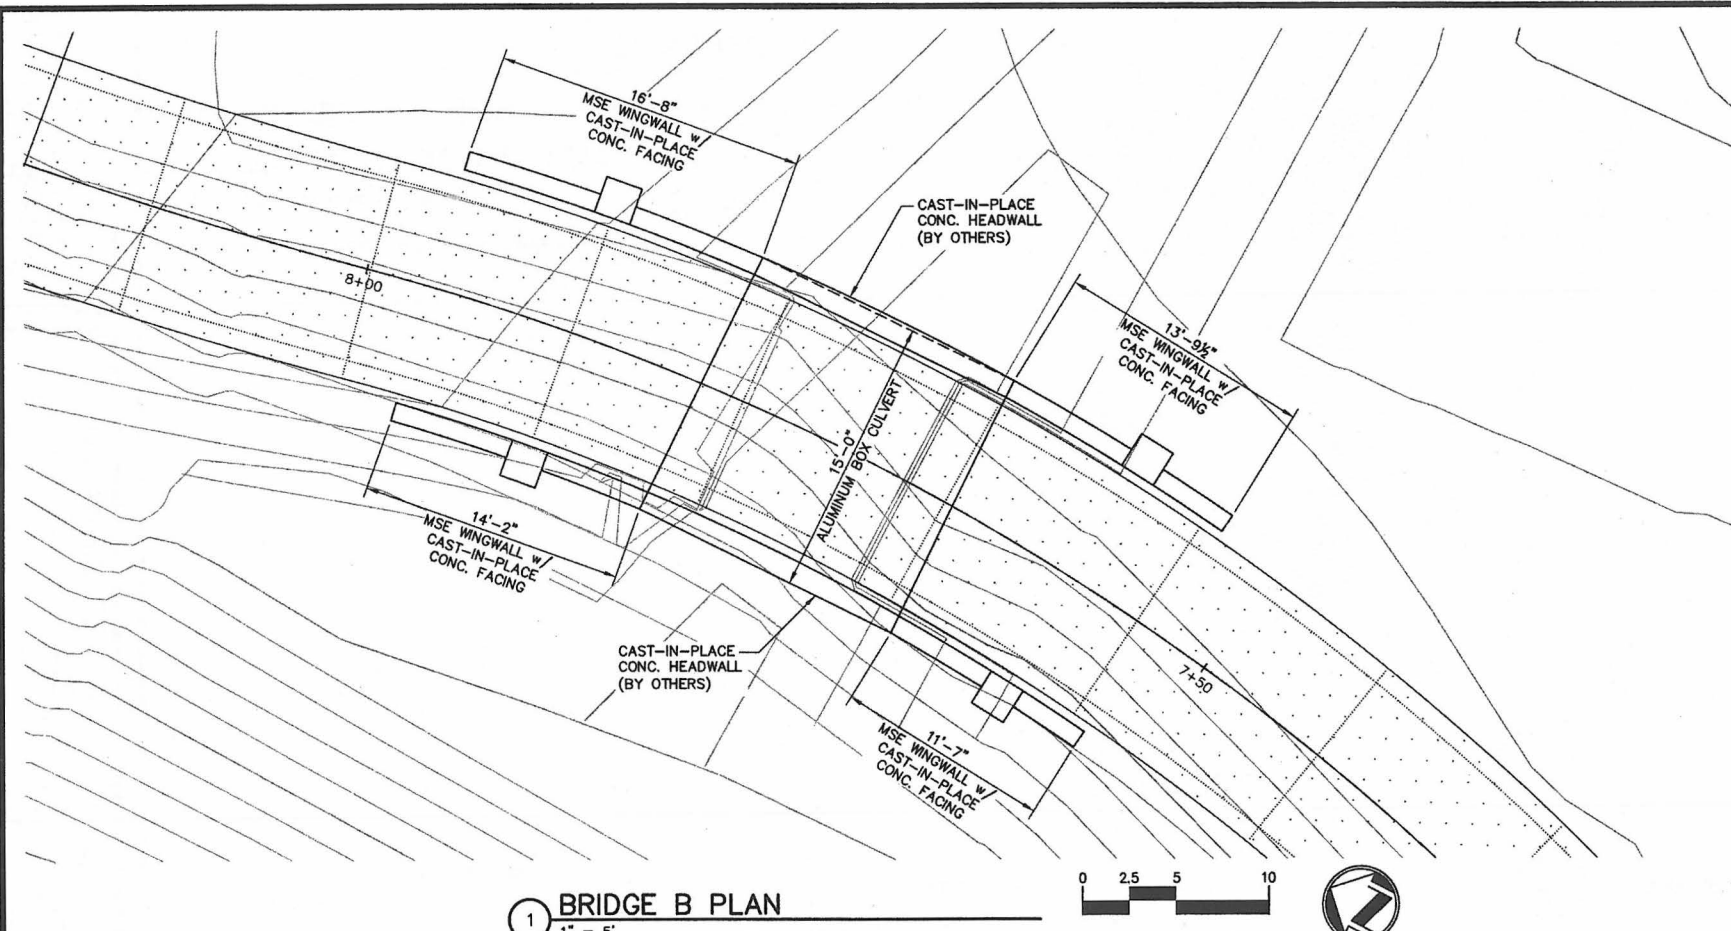 16'-8"
MSE WINGWALL w/
CAST-IN-PLACE
CONC. FACING
CAST-IN-PLACE
CONC. HEADWALL
(BY OTHERS)
8+00
13'-9½"
MSE WINGWALL w/
CAST-IN-PLACE
CONC. FACING
15'-0"
ALUMINUM BOX CULVERT
14'-2"
MSE WINGWALL w/
CAST-IN-PLACE
CONC. FACING
CAST-IN-PLACE
CONC. HEADWALL
(BY OTHERS)
7+50
11'-7"
MSE WINGWALL w/
CAST-IN-PLACE
CONC. FACING
0 2.5 5 10
1 BRIDGE B PLAN
1" = 5'